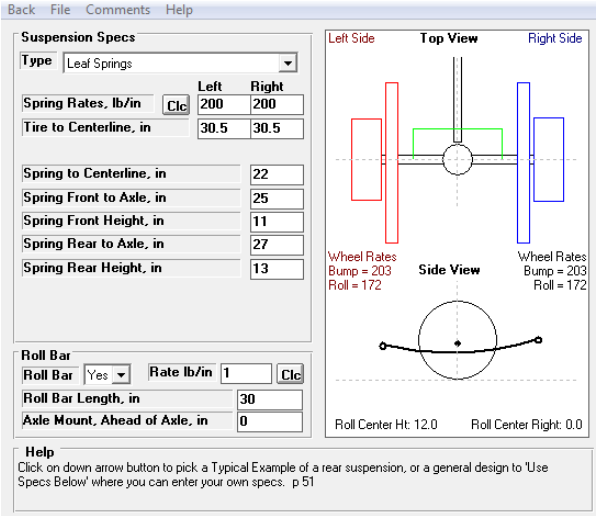 Back File Comments Help
Suspension Specs
Type Leaf Springs
Left Right
Spring Rates, lb/in Clc 200 200
Tire to Centerline, in 30.5 30.5
Spring to Centerline, in 22
Spring Front to Axle, in 25
Spring Front Height, in 11
Spring Rear to Axle, in 27
Spring Rear Height, in 13
Roll Bar
Roll Bar Yes Rate lb/in 1 Clc
Roll Bar Length, in 30
Axle Mount, Ahead of Axle, in 0
Left Side Top View Right Side
Wheel Rates Wheel Rates
Bump = 203 Side View Bump = 203
Roll = 172 Roll = 172
Roll Center Ht: 12.0 Roll Center Right: 0.0
Help
Click on down arrow button to pick a Typical Example of a rear suspension, or a general design to 'Use
Specs Below' where you can enter your own specs. p 51